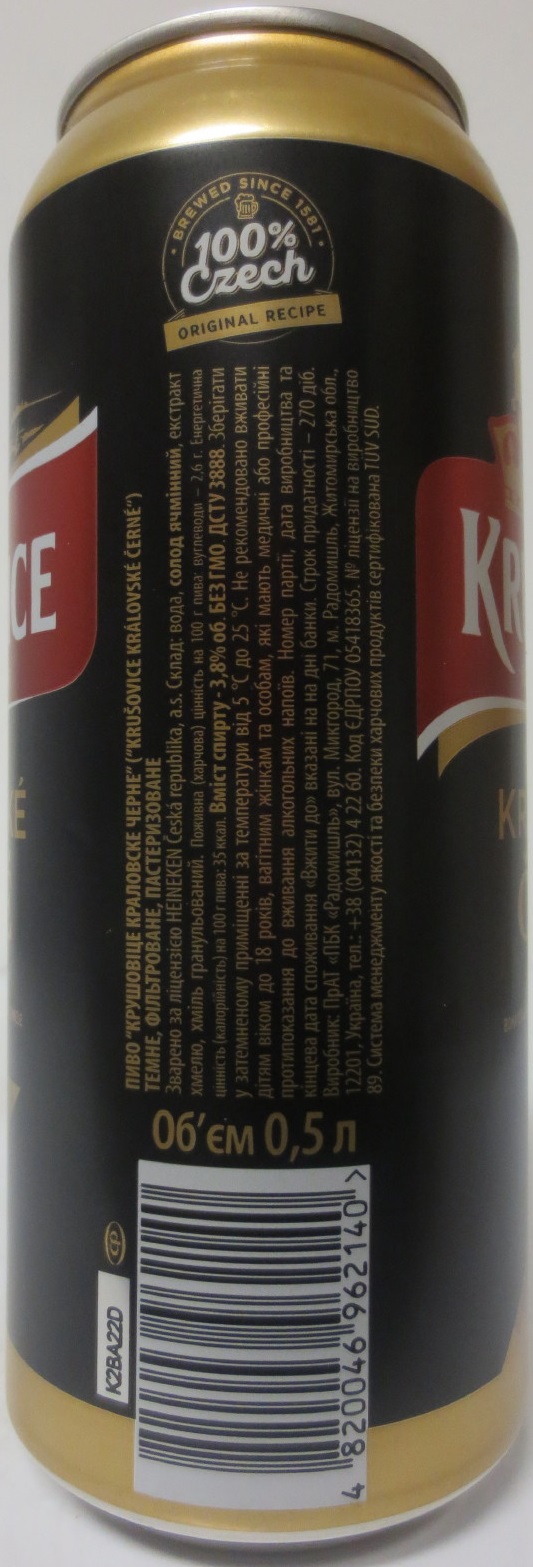 BREWED SINCE 1581
100%
Czech
ORIGINAL RECIPE
CE
KR
ПИВО "КРУШОВІЦЕ КРАЛОВСКЕ ЧЕРНЕ" ("KRUŠOVICE KRÁLOVSKÉ ČERNÉ")
ТЕМНЕ, ФІЛЬТРОВАНЕ, ПАСТЕРИЗОВАНЕ
Зварено за ліцензією HEINEKEN Česká republika, a.s. Склад: вода, солод ячмінний, екстракт
хмелю, хміль гранульований. Поживна (харчова) цінність на 100 г пива: вуглеводи – 2,6 г. Енергетична
цінність (калорійність) на 100 г пива: 35 ккал. Вміст спирту - 3,8% об. БЕЗ ГМО ДСТУ 3888. Зберігати
у затемненому приміщенні за температури від 5 °С до 25 °С. Не рекомендовано вживати
дітям віком до 18 років, вагітним жінкам та особам, які мають медичні або професійні
протипоказання до вживання алкогольних напоїв. Номер партії, дата виробництва та
кінцева дата споживання «Вжити до» вказані на на дні банки. Строк придатності – 270 діб.
Виробник: ПрАТ «ПБК «Радомишль», вул. Микгород, 71, м. Радомишль, Житомирська обл.,
12201, Україна, тел.: +38 (04132) 4 22 60. Код ЄДРПОУ 05418365. № ліцензії на виробництво
89. Система менеджменту якості та безпеки харчових продуктів сертифікована TÜV SÜD.
Об'єм 0,5 л
K2BA22D
4 820046 962140 >